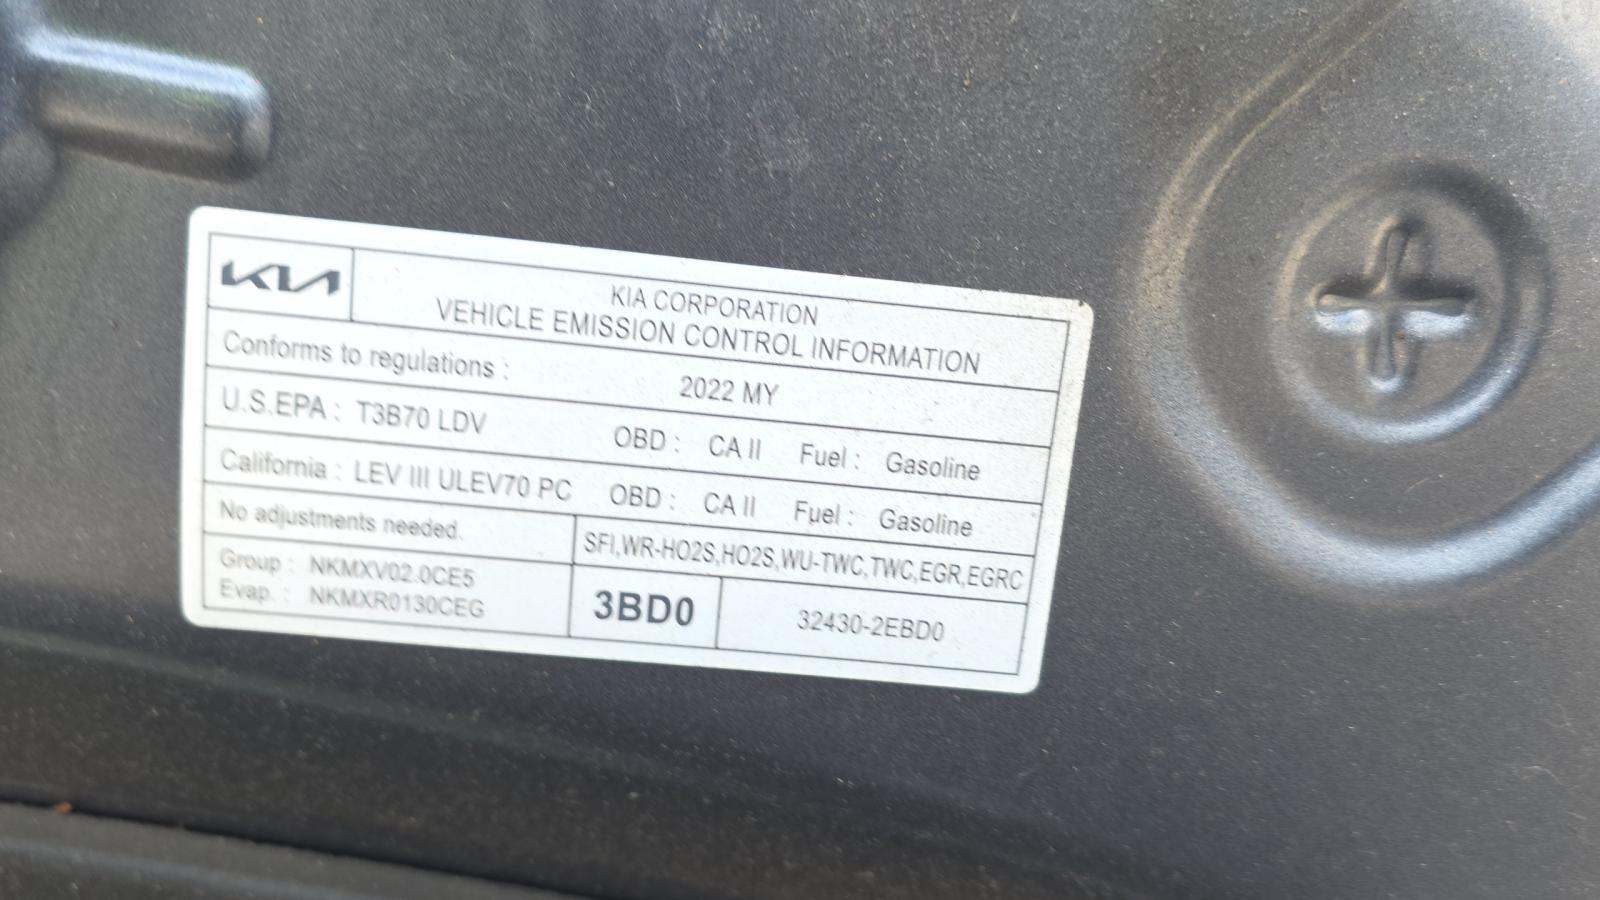 KIA
KIA CORPORATION
VEHICLE EMISSION CONTROL INFORMATION
Conforms to regulations : 2022 MY
U.S.EPA : T3B70 LDV OBD : CA II Fuel : Gasoline
California : LEV III ULEV70 PC OBD : CA II Fuel : Gasoline
No adjustments needed.
SFI,WR-HO2S,HO2S,WU-TWC,TWC,EGR,EGRC
Group : NKMXV02.0CE5
Evap. : NKMXR0130CEG
3BD0
32430-2EBD0